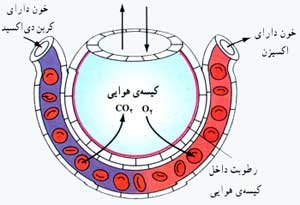 خون دارای
اکسیژن
خون دارای
کربن دی اکسید
کیسه‌ی هوایی
CO₂ O₂
رطوبت داخل
کیسه‌ی هوایی